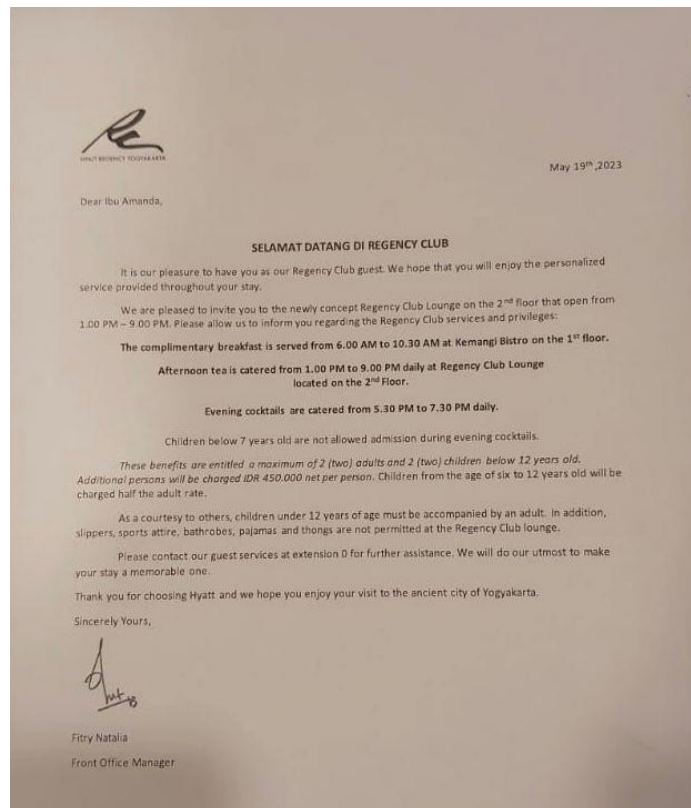 HYATT REGENCY YOGYAKARTA
May 19th ,2023
Dear Ibu Amanda,
SELAMAT DATANG DI REGENCY CLUB
It is our pleasure to have you as our Regency Club guest. We hope that you will enjoy the personalized
service provided throughout your stay.
We are pleased to invite you to the newly concept Regency Club Lounge on the 2nd floor that open from
1.00 PM – 9.00 PM. Please allow us to inform you regarding the Regency Club services and privileges:
The complimentary breakfast is served from 6.00 AM to 10.30 AM at Kemangi Bistro on the 1st floor.
Afternoon tea is catered from 1.00 PM to 9.00 PM daily at Regency Club Lounge
located on the 2nd Floor.
Evening cocktails are catered from 5.30 PM to 7.30 PM daily.
Children below 7 years old are not allowed admission during evening cocktails.
These benefits are entitled a maximum of 2 (two) adults and 2 (two) children below 12 years old.
Additional persons will be charged IDR 450.000 net per person. Children from the age of six to 12 years old will be
charged half the adult rate.
As a courtesy to others, children under 12 years of age must be accompanied by an adult. In addition,
slippers, sports attire, bathrobes, pajamas and thongs are not permitted at the Regency Club lounge.
Please contact our guest services at extension 0 for further assistance. We will do our utmost to make
your stay a memorable one.
Thank you for choosing Hyatt and we hope you enjoy your visit to the ancient city of Yogyakarta.
Sincerely Yours,
Fitry Natalia
Front Office Manager